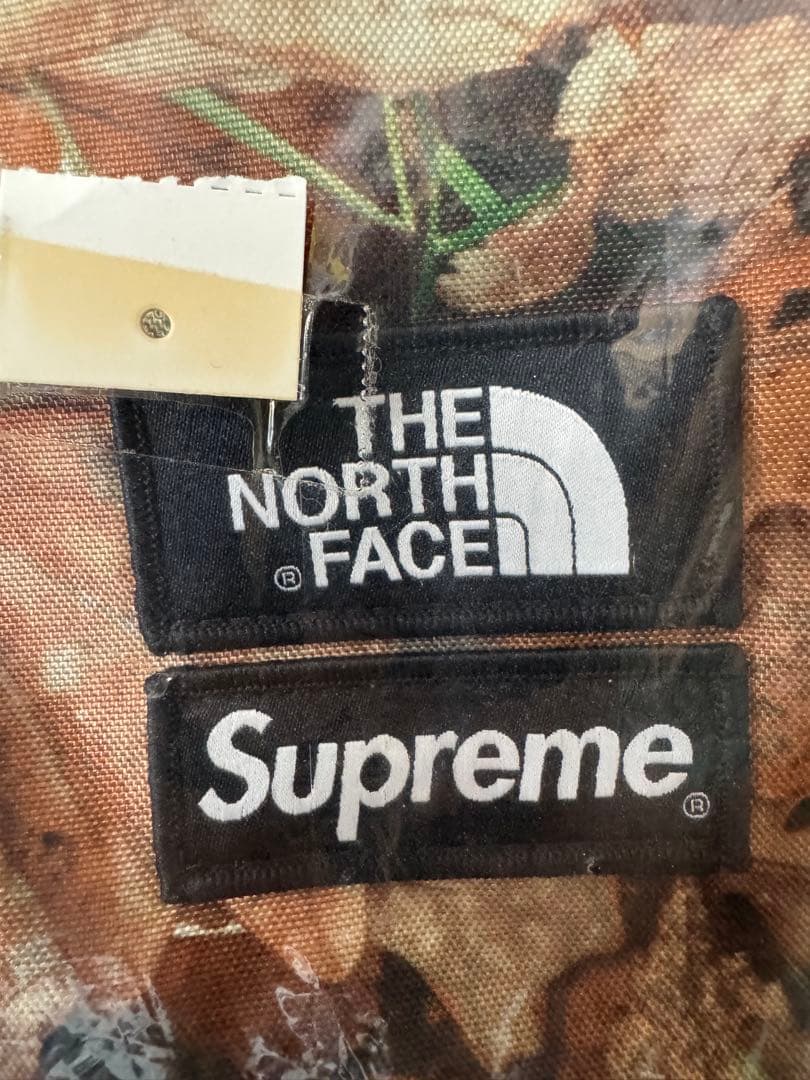 THE
NORTH
® FACE
Supreme ®